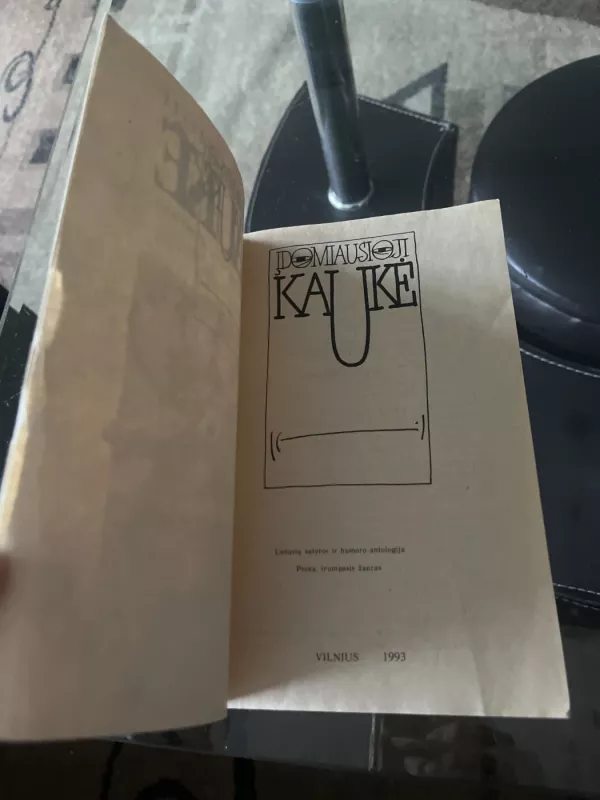 ĮDOMIAUSIOJI
KAUKĖ
Lietuvių satyros ir humoro antologija
Proza, trumpasis žanras
VILNIUS 1993